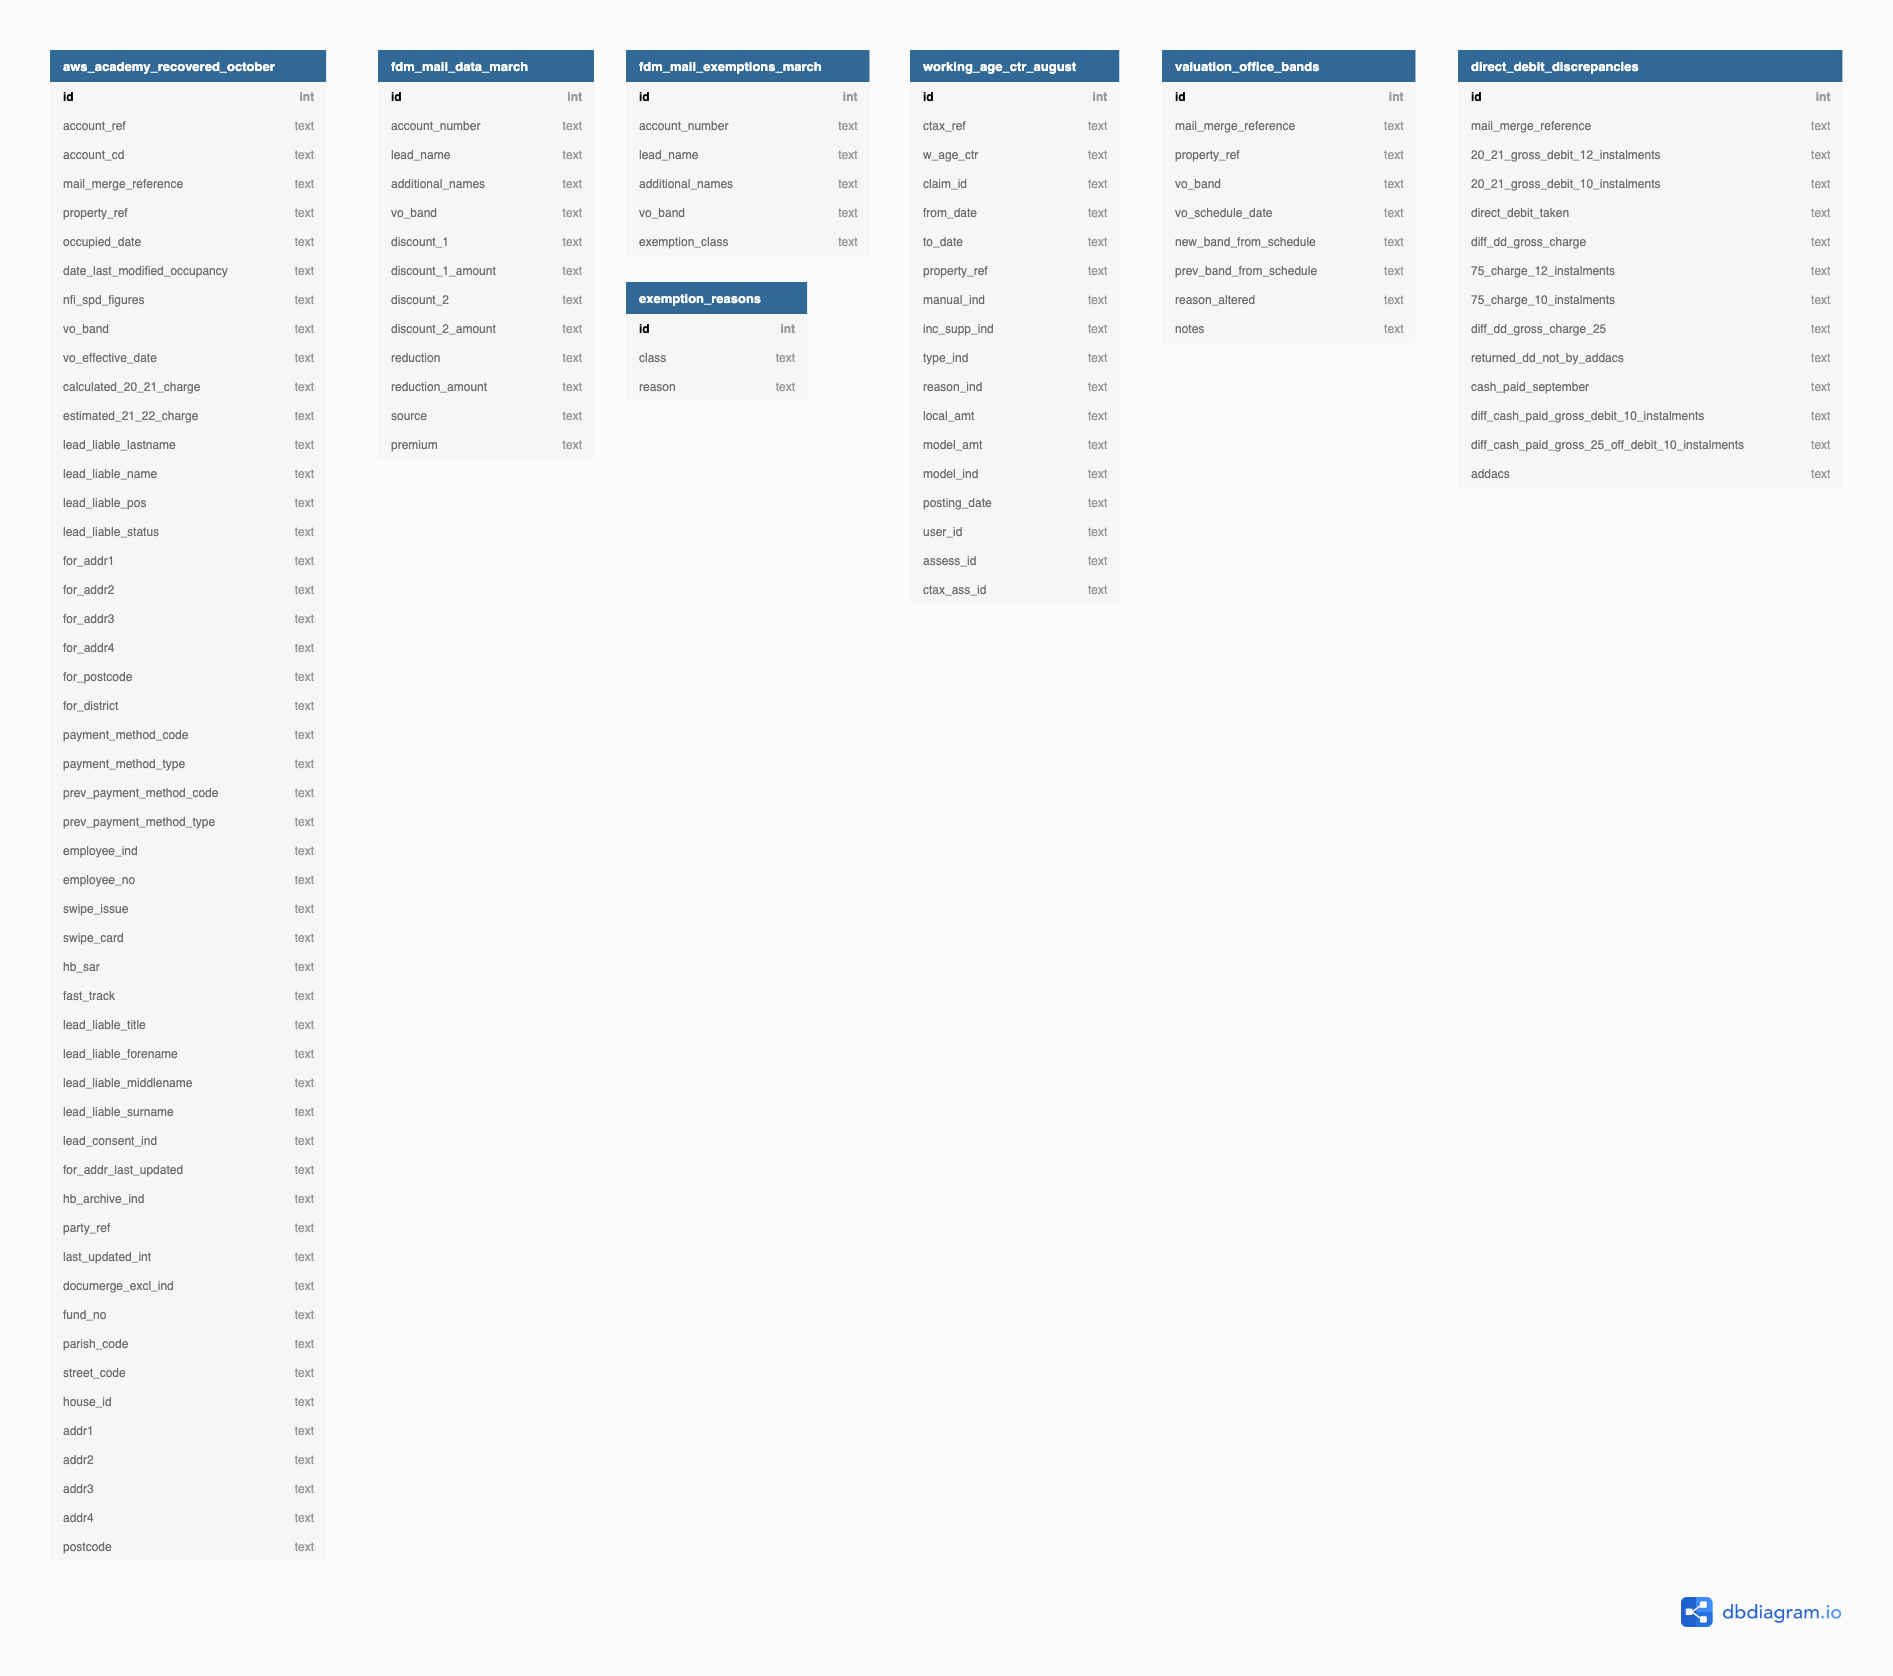 aws_academy_recovered_october
id int
account_ref text
account_cd text
mail_merge_reference text
property_ref text
occupied_date text
date_last_modified_occupancy text
nfi_spd_figures text
vo_band text
vo_effective_date text
calculated_20_21_charge text
estimated_21_22_charge text
lead_liable_lastname text
lead_liable_name text
lead_liable_pos text
lead_liable_status text
for_addr1 text
for_addr2 text
for_addr3 text
for_addr4 text
for_postcode text
for_district text
payment_method_code text
payment_method_type text
prev_payment_method_code text
prev_payment_method_type text
employee_ind text
employee_no text
swipe_issue text
swipe_card text
hb_sar text
fast_track text
lead_liable_title text
lead_liable_forename text
lead_liable_middlename text
lead_liable_surname text
lead_consent_ind text
for_addr_last_updated text
hb_archive_ind text
party_ref text
last_updated_int text
documerge_excl_ind text
fund_no text
parish_code text
street_code text
house_id text
addr1 text
addr2 text
addr3 text
addr4 text
postcode text
fdm_mail_data_march
id int
account_number text
lead_name text
additional_names text
vo_band text
discount_1 text
discount_1_amount text
discount_2 text
discount_2_amount text
reduction text
reduction_amount text
source text
premium text
fdm_mail_exemptions_march
id int
account_number text
lead_name text
additional_names text
vo_band text
exemption_class text
exemption_reasons
id int
class text
reason text
working_age_ctr_august
id int
ctax_ref text
w_age_ctr text
claim_id text
from_date text
to_date text
property_ref text
manual_ind text
inc_supp_ind text
type_ind text
reason_ind text
local_amt text
model_amt text
model_ind text
posting_date text
user_id text
assess_id text
ctax_ass_id text
valuation_office_bands
id int
mail_merge_reference text
property_ref text
vo_band text
vo_schedule_date text
new_band_from_schedule text
prev_band_from_schedule text
reason_altered text
notes text
direct_debit_discrepancies
id int
mail_merge_reference text
20_21_gross_debit_12_instalments text
20_21_gross_debit_10_instalments text
direct_debit_taken text
diff_dd_gross_charge text
75_charge_12_instalments text
75_charge_10_instalments text
diff_dd_gross_charge_25 text
returned_dd_not_by_addacs text
cash_paid_september text
diff_cash_paid_gross_debit_10_instalments text
diff_cash_paid_gross_25_off_debit_10_instalments text
addacs text
dbdiagram.io